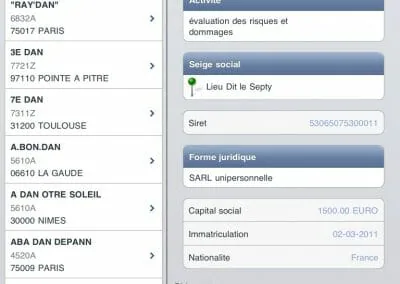 "RAY'DAN"
6832A
75017 PARIS
3E DAN
7721Z
97110 POINTE A PITRE
7E DAN
7311Z
31200 TOULOUSE
A.BON.DAN
5610A
06610 LA GAUDE
A DAN OTRE SOLEIL
5610A
30000 NIMES
ABA DAN DEPANN
4520A
75009 PARIS
Activité
évaluation des risques et
dommages
Seige social
Lieu Dit le Septy
Siret 53065075300011
Forme juridique
SARL unipersonnelle
Capital social 1500.00 EURO
Immatriculation 02-03-2011
Nationalite France